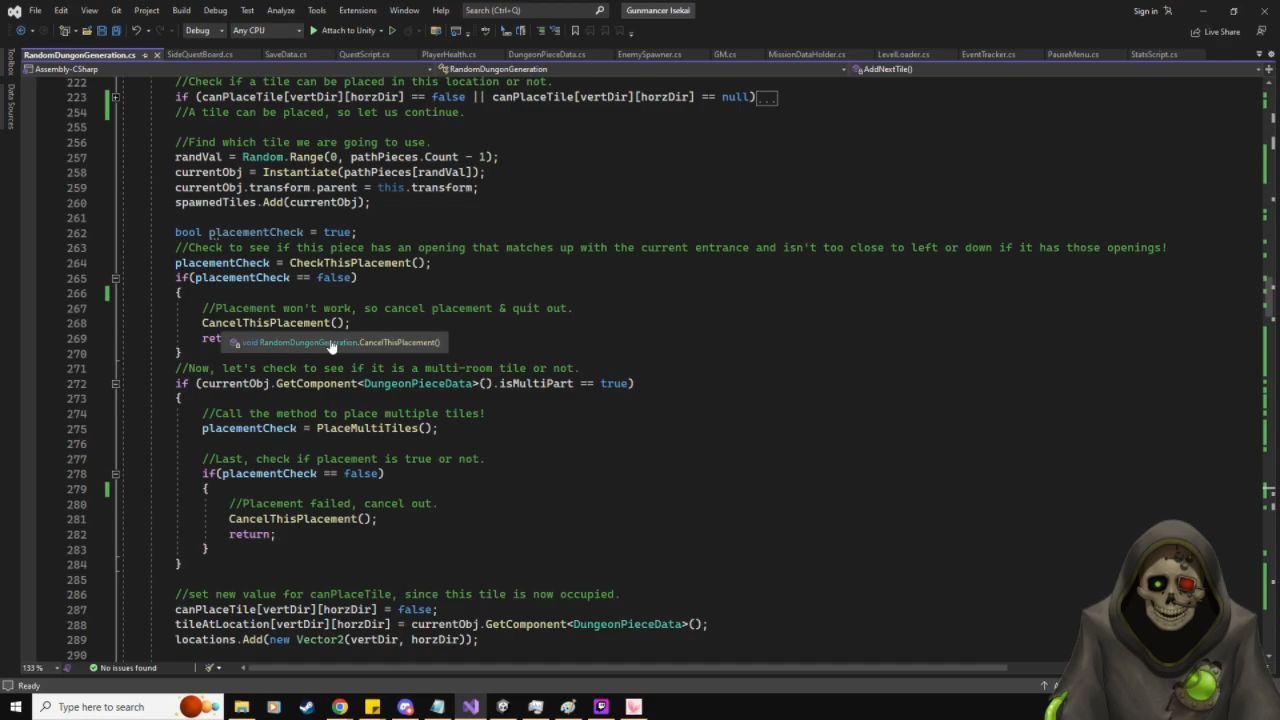 File Edit View Git Project Build Debug Test Analyze Tools Extensions Window Help Search (Ctrl+Q) Gunmancer Isekai Sign in
Debug Any CPU Attach to Unity Live Share
RandomDungonGeneration.cs SideQuestBoard.cs SaveData.cs QuestScript.cs PlayerHealth.cs DungeonPieceData.cs EnemySpawner.cs GM.cs MissionDataHolder.cs LevelLoader.cs EventTracker.cs PauseMenu.cs StatsScript.cs
Toolbox
Data Sources
Assembly-CSharp RandomDungonGeneration AddNextTile()
222 //Check if a tile can be placed in this location or not.
223 if (canPlaceTile[vertDir][horzDir] == false || canPlaceTile[vertDir][horzDir] == null)...
254 //A tile can be placed, so let us continue.
255
256 //Find which tile we are going to use.
257 randVal = Random.Range(0, pathPieces.Count - 1);
258 currentObj = Instantiate(pathPieces[randVal]);
259 currentObj.transform.parent = this.transform;
260 spawnedTiles.Add(currentObj);
261
262 bool placementCheck = true;
263 //Check to see if this piece has an opening that matches up with the current entrance and isn't too close to left or down if it has those openings!
264 placementCheck = CheckThisPlacement();
265 if(placementCheck == false)
266 {
267 //Placement won't work, so cancel placement & quit out.
268 CancelThisPlacement();
269 ret void RandomDungonGeneration.CancelThisPlacement()
270 }
271 //Now, let's check to see if it is a multi-room tile or not.
272 if (currentObj.GetComponent<DungeonPieceData>().isMultiPart == true)
273 {
274 //Call the method to place multiple tiles!
275 placementCheck = PlaceMultiTiles();
276
277 //Last, check if placement is true or not.
278 if(placementCheck == false)
279 {
280 //Placement failed, cancel out.
281 CancelThisPlacement();
282 return;
283 }
284 }
285
286 //set new value for canPlaceTile, since this tile is now occupied.
287 canPlaceTile[vertDir][horzDir] = false;
288 tileAtLocation[vertDir][horzDir] = currentObj.GetComponent<DungeonPieceData>();
289 locations.Add(new Vector2(vertDir, horzDir));
290
133 % No issues found
Ready
Type here to search